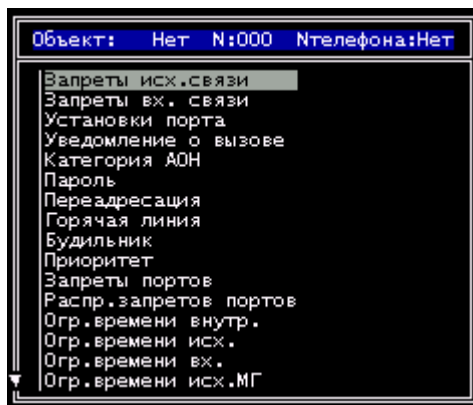 Объект: Нет N:000 Nтелефона:Нет
Запреты исх.связи
Запреты вх. связи
Установки порта
Уведомление о вызове
Категория АОН
Пароль
Переадресация
Горячая линия
Будильник
Приоритет
Запреты портов
Распр.запретов портов
Огр.времени внутр.
Огр.времени исх.
Огр.времени вх.
Огр.времени исх.МГ